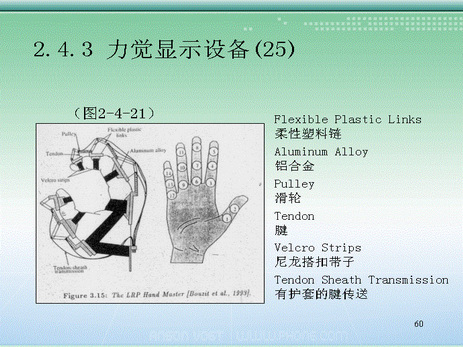 2.4.3 力觉显示设备(25)
（图2-4-21）
Flexible plastic
links
Pulley
Tendon
Aluminum alloy
Velcro strips
Tendon sheath
transmission
Figure 2.15: The LRP Hand Master [Bouzit et al., 1993].
Flexible Plastic Links
柔性塑料链
Aluminum Alloy
铝合金
Pulley
滑轮
Tendon
腱
Velcro Strips
尼龙搭扣带子
Tendon Sheath Transmission
有护套的腱传送
60